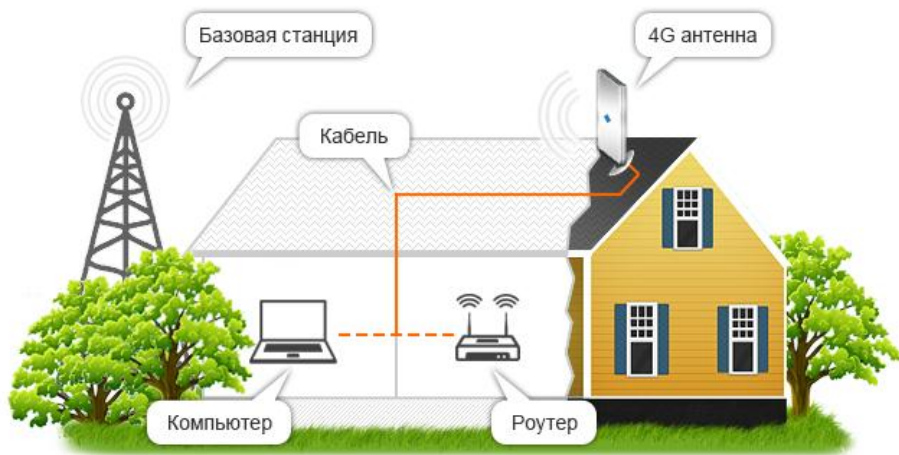 Базовая станция
4G антенна
Кабель
Компьютер
Роутер